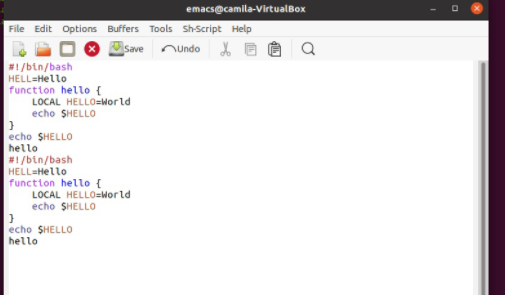 emacs@camila-VirtualBox
File Edit Options Buffers Tools Sh-Script Help
Save Undo
#!/bin/bash
HELL=Hello
function hello {
LOCAL HELLO=World
echo $HELLO
}
echo $HELLO
hello
#!/bin/bash
HELL=Hello
function hello {
LOCAL HELLO=World
echo $HELLO
}
echo $HELLO
hello